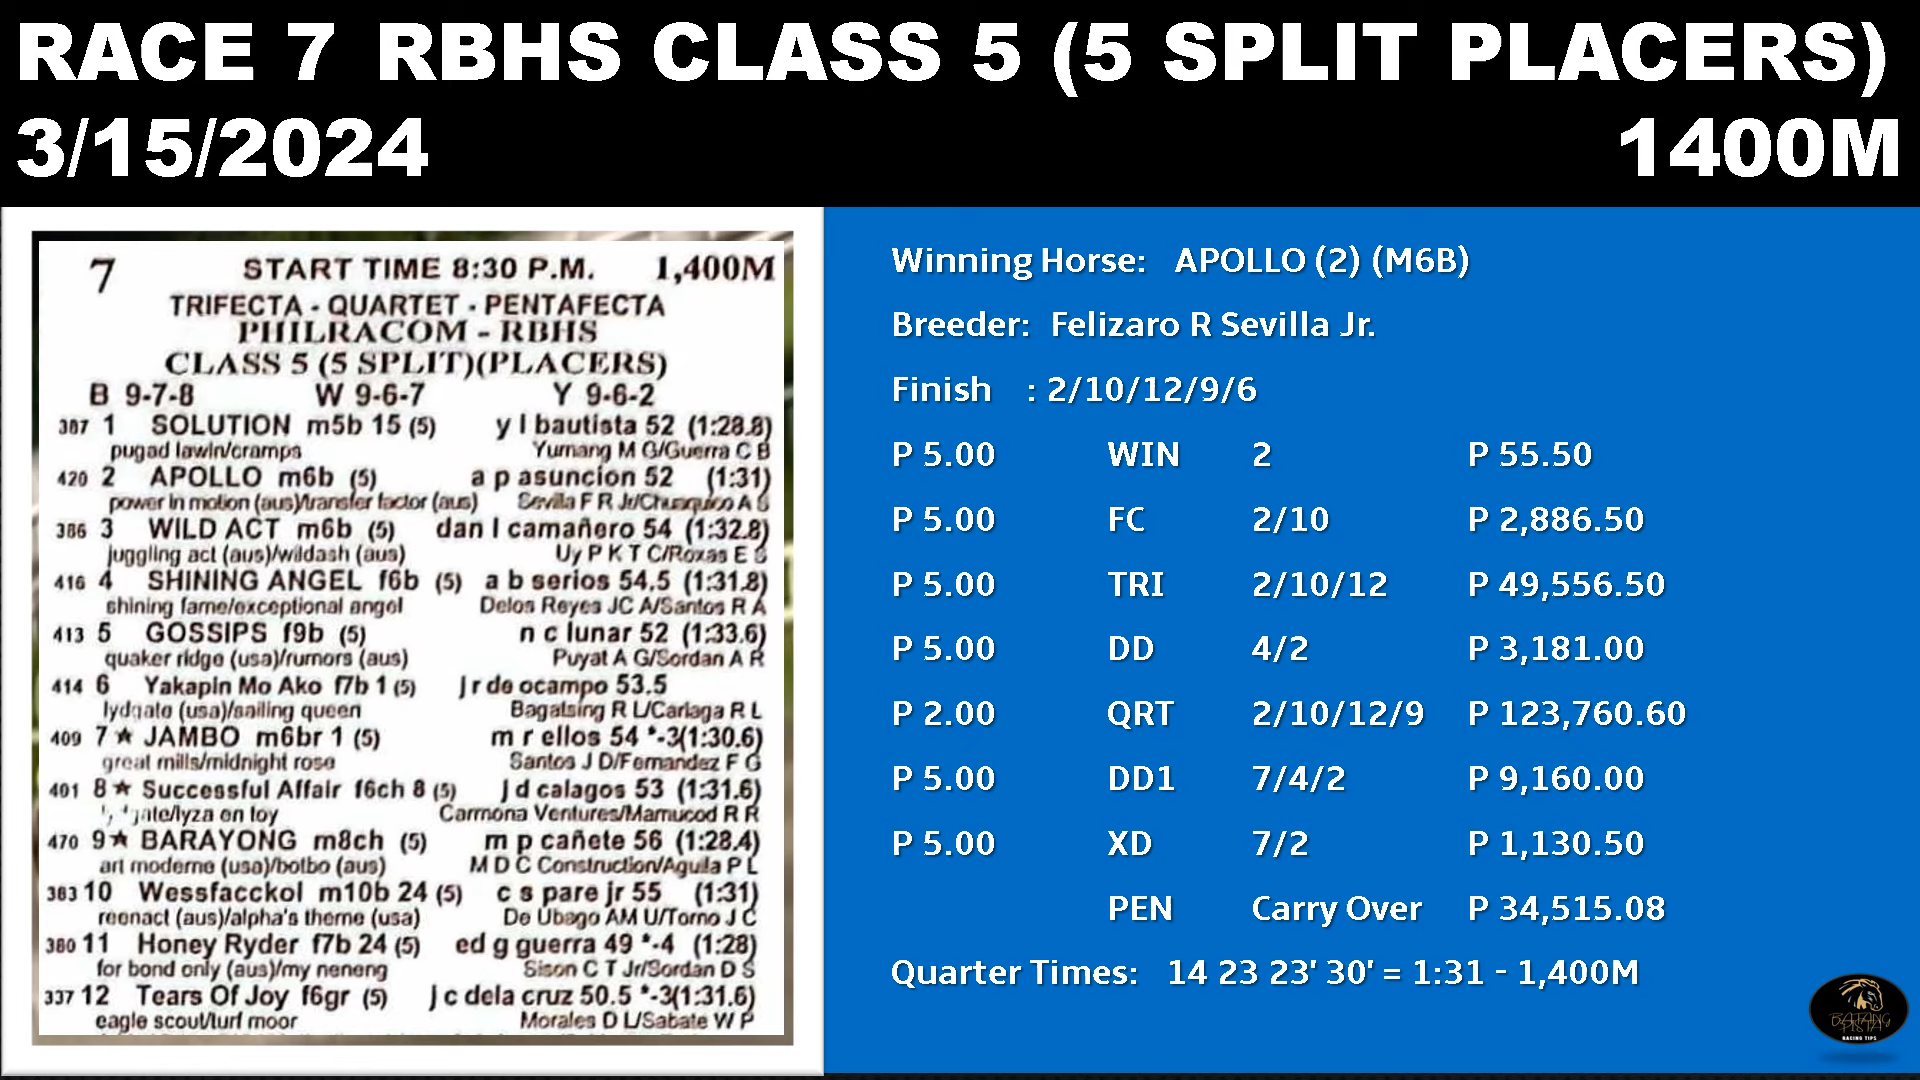 RACE 7 RBHS CLASS 5 (5 SPLIT PLACERS)
3/15/2024 1400M
7 START TIME 8:30 P.M. 1,400M
TRIFECTA - QUARTET - PENTAFECTA
PHILRACOM - RBHS
CLASS 5 (5 SPLIT)(PLACERS)
B 9-7-8 W 9-6-7 Y 9-6-2
387 1 SOLUTION m5b 15 (5) y l bautista 52 (1:28.8)
pugad lawin/cramps Yumang M G/Guerra C B
420 2 APOLLO m6b (5) a p asuncion 52 (1:31)
power in motion (aus)/transfer factor (aus) Sevilla F R Jr/Chuaquico A S
386 3 WILD ACT m6b (5) dan l camañero 54 (1:32.8)
juggling act (aus)/wildash (aus) Uy P K T C/Roxas E S
416 4 SHINING ANGEL f6b (5) a b serios 54.5 (1:31.8)
shining fame/exceptional angel Delos Reyes JC A/Santos R A
413 5 GOSSIPS f9b (5) n c lunar 52 (1:33.6)
quaker ridge (usa)/rumors (aus) Puyat A G/Sordan A R
414 6 Yakapin Mo Ako f7b 1 (5) j r de ocampo 53.5
lydgate (usa)/sailing queen Bagatsing R L/Carlaga R L
409 7★ JAMBO m6br 1 (5) m r ellos 54 *-3(1:30.6)
great mills/midnight rose Santos J D/Fernandez F G
401 8★ Successful Affair f6ch 8 (5) j d calagos 53 (1:31.6)
/lyza en loy Carmona Ventures/Mamucod R R
470 9★ BARAYONG m8ch (5) m p cañete 56 (1:28.4)
art moderne (usa)/botbo (aus) M D C Construction/Aguila P L
383 10 Wessfacckol m10b 24 (5) c s pare jr 55 (1:31)
reenact (aus)/alpha's theme (usa) De Ubago AM U/Torno J C
380 11 Honey Ryder f7b 24 (5) ed g guerra 49 *-4 (1:28)
for bond only (aus)/my neneng Sison C T Jr/Sordan D S
337 12 Tears Of Joy f6gr (5) j c dela cruz 50.5 *-3(1:31.6)
eagle scout/turf moor Morales D L/Sabate W P
Winning Horse: APOLLO (2) (M6B)
Breeder: Felizaro R Sevilla Jr.
Finish : 2/10/12/9/6
P 5.00 WIN 2 P 55.50
P 5.00 FC 2/10 P 2,886.50
P 5.00 TRI 2/10/12 P 49,556.50
P 5.00 DD 4/2 P 3,181.00
P 2.00 QRT 2/10/12/9 P 123,760.60
P 5.00 DD1 7/4/2 P 9,160.00
P 5.00 XD 7/2 P 1,130.50
PEN Carry Over P 34,515.08
Quarter Times: 14 23 23' 30' = 1:31 - 1,400M
BATANG
PISTA
RACING TIPS